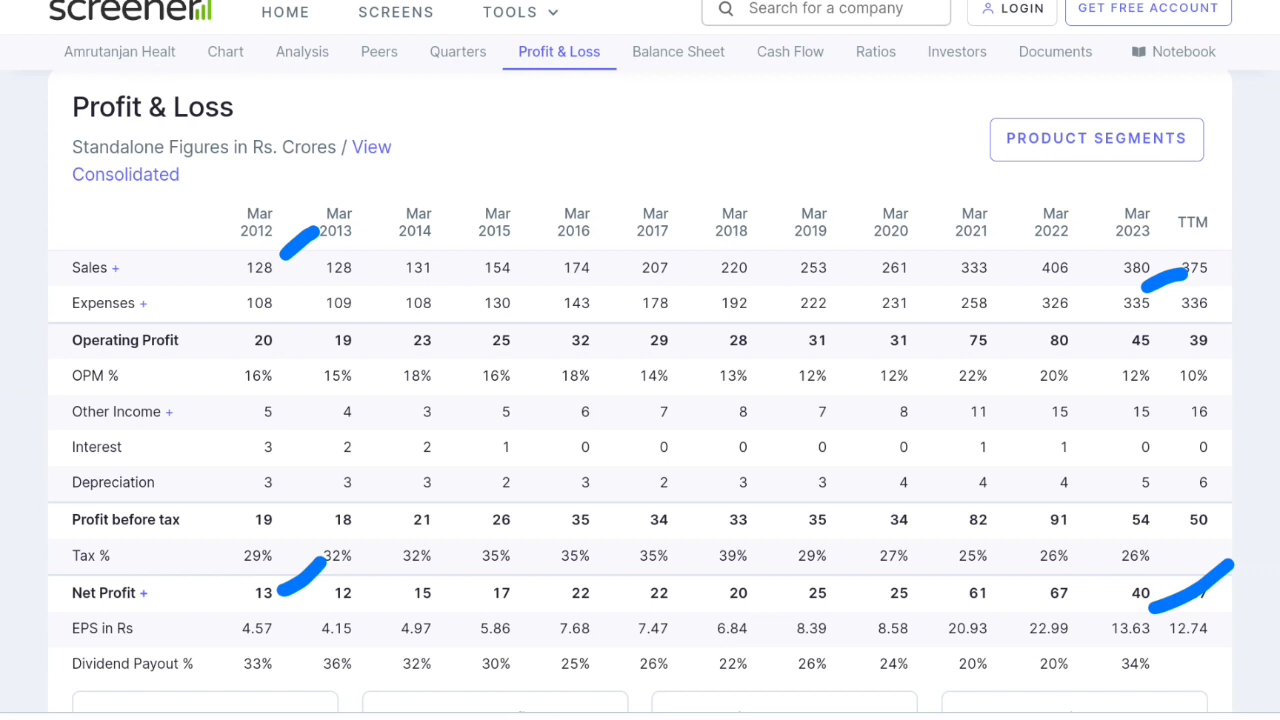 screener
HOME SCREENS TOOLS Search for a company LOGIN GET FREE ACCOUNT
Amrutanjan Healt Chart Analysis Peers Quarters Profit & Loss Balance Sheet Cash Flow Ratios Investors Documents Notebook
Profit & Loss
Standalone Figures in Rs. Crores / View
Consolidated
PRODUCT SEGMENTS
Mar Mar Mar Mar Mar Mar Mar Mar Mar Mar Mar Mar
2012 2013 2014 2015 2016 2017 2018 2019 2020 2021 2022 2023 TTM
Sales + 128 128 131 154 174 207 220 253 261 333 406 380 375
Expenses + 108 109 108 130 143 178 192 222 231 258 326 335 336
Operating Profit 20 19 23 25 32 29 28 31 31 75 80 45 39
OPM % 16% 15% 18% 16% 18% 14% 13% 12% 12% 22% 20% 12% 10%
Other Income + 5 4 3 5 6 7 8 7 8 11 15 15 16
Interest 3 2 2 1 0 0 0 0 0 1 1 0 0
Depreciation 3 3 3 2 3 2 3 3 4 4 4 5 6
Profit before tax 19 18 21 26 35 34 33 35 34 82 91 54 50
Tax % 29% 32% 32% 35% 35% 35% 39% 29% 27% 25% 26% 26%
Net Profit + 13 12 15 17 22 22 20 25 25 61 67 40
EPS in Rs 4.57 4.15 4.97 5.86 7.68 7.47 6.84 8.39 8.58 20.93 22.99 13.63 12.74
Dividend Payout % 33% 36% 32% 30% 25% 26% 22% 26% 24% 20% 20% 34%